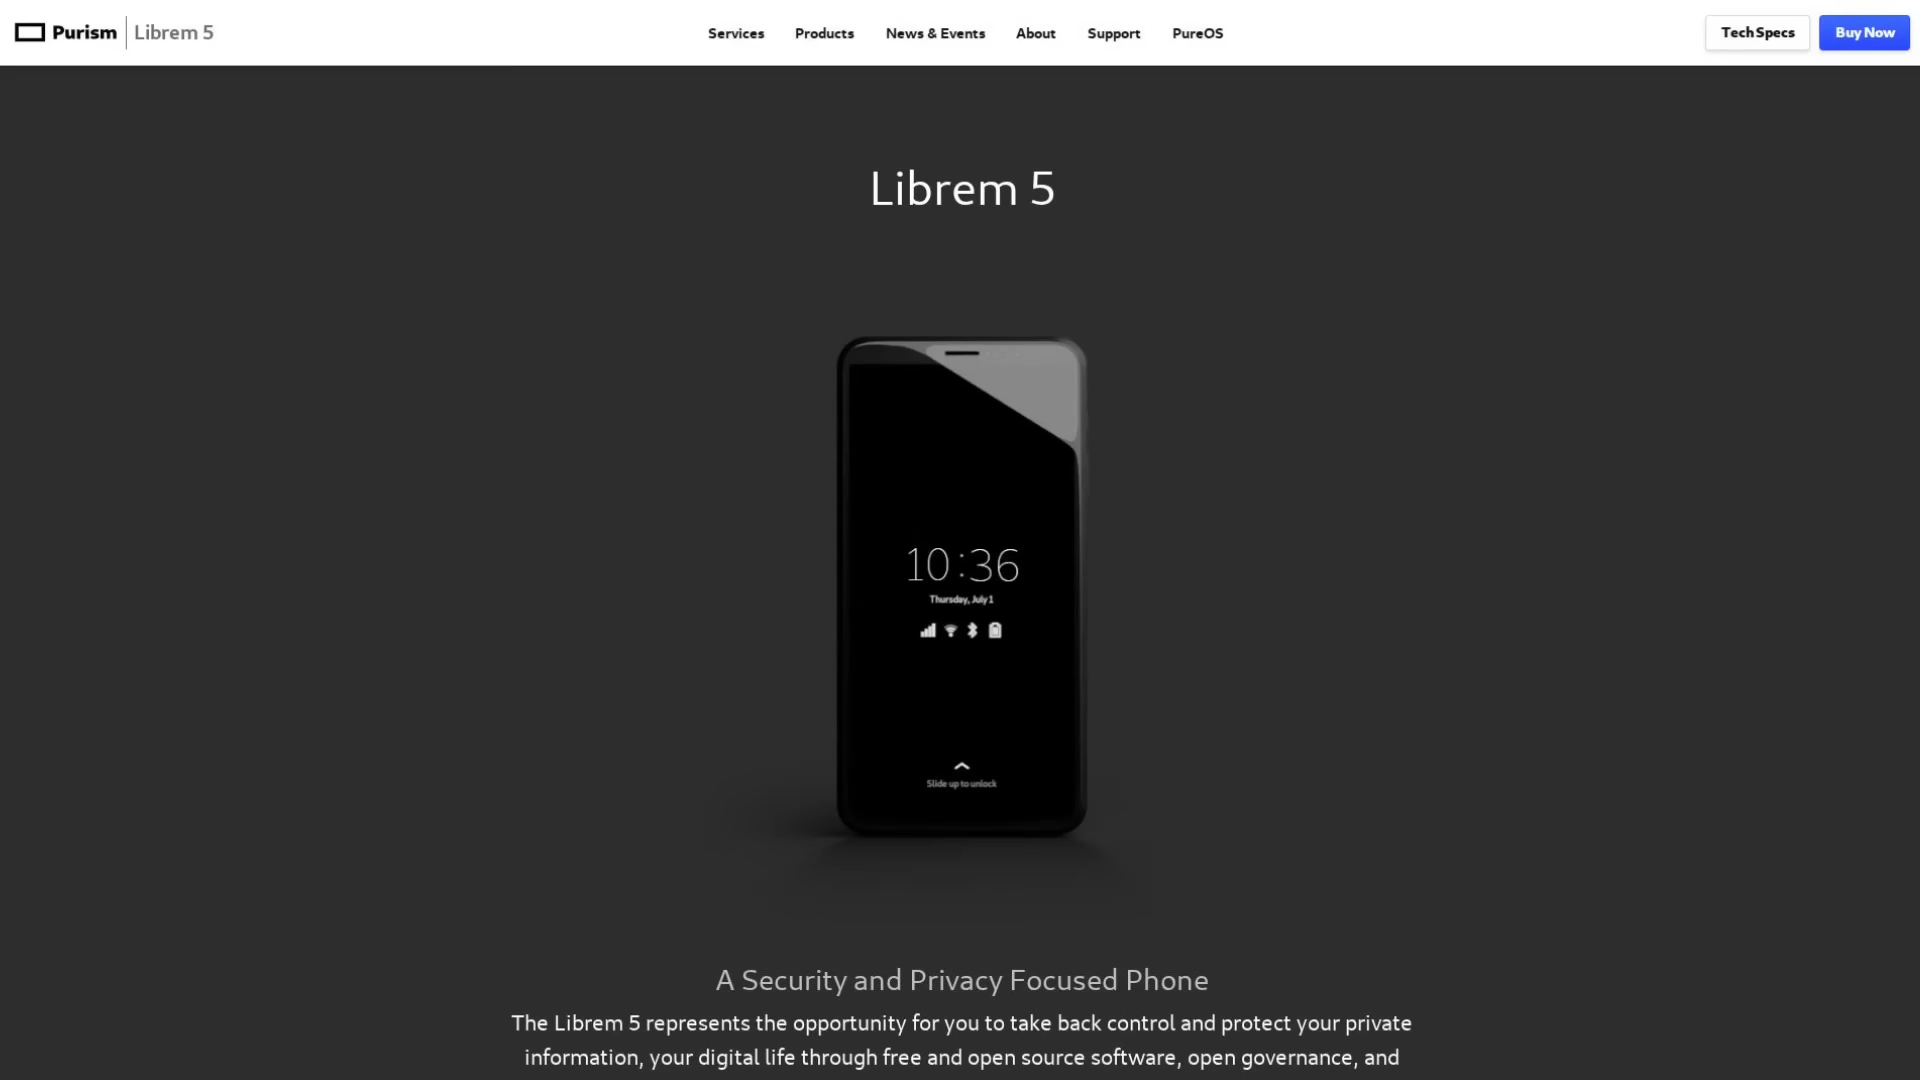 Purism
Librem 5
Services
Products
News & Events
About
Support
PureOS
Tech Specs
Buy Now
Librem 5
10:36
Thursday, July 1
Slide up to unlock
A Security and Privacy Focused Phone
The Librem 5 represents the opportunity for you to take back control and protect your private
information, your digital life through free and open source software, open governance, and